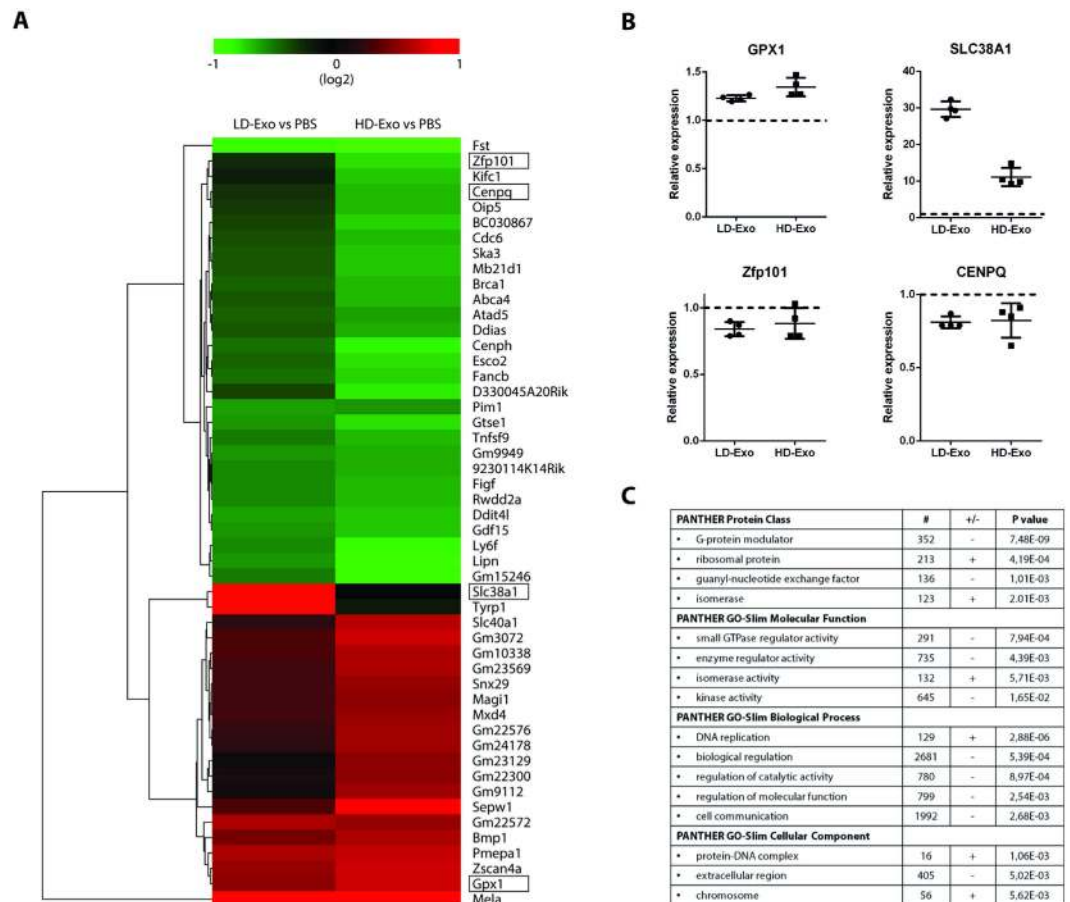 A
-1
0
1
(log2)
LD-Exo vs PBS
HD-Exo vs PBS
Fst
Zfp101
Kifc1
Cenpq
Oip5
BC030867
Cdc6
Ska3
Mb21d1
Brca1
Abca4
Atad5
Ddias
Cenph
Esco2
Fancb
D330045A20Rik
Pim1
Gtse1
Tnfsf9
Gm9949
9230114K14Rik
Figf
Rwdd2a
Ddit4l
Gdf15
Ly6f
Lipn
Gm15246
Slc38a1
Tyrp1
Slc40a1
Gm3072
Gm10338
Gm23569
Snx29
Magi1
Mxd4
Gm22576
Gm24178
Gm23129
Gm22300
Gm9112
Sepw1
Gm22572
Bmp1
Pmepa1
Zscan4a
Gpx1
Mela
B
GPX1
Relative expression
1.5
1.0
0.5
0.0
LD-Exo HD-Exo
SLC38A1
Relative expression
40
30
20
10
0
LD-Exo HD-Exo
Zfp101
Relative expression
1.0
0.5
0.0
LD-Exo HD-Exo
CENPQ
Relative expression
1.0
0.5
0.0
LD-Exo HD-Exo
C
PANTHER Protein Class # +/- P value
• G-protein modulator 352 - 7,48E-09
• ribosomal protein 213 + 4,19E-04
• guanyl-nucleotide exchange factor 136 - 1,01E-03
• isomerase 123 + 2.01E-03
PANTHER GO-Slim Molecular Function
• small GTPase regulator activity 291 - 7,94E-04
• enzyme regulator activity 735 - 4,39E-03
• isomerase activity 132 + 5,71E-03
• kinase activity 645 - 1,65E-02
PANTHER GO-Slim Biological Process
• DNA replication 129 + 2,88E-06
• biological regulation 2681 - 5,39E-04
• regulation of catalytic activity 780 - 8,97E-04
• regulation of molecular function 799 - 2,54E-03
• cell communication 1992 - 2,68E-03
PANTHER GO-Slim Cellular Component
• protein-DNA complex 16 + 1,06E-03
• extracellular region 405 - 5,02E-03
• chromosome 56 + 5,62E-03